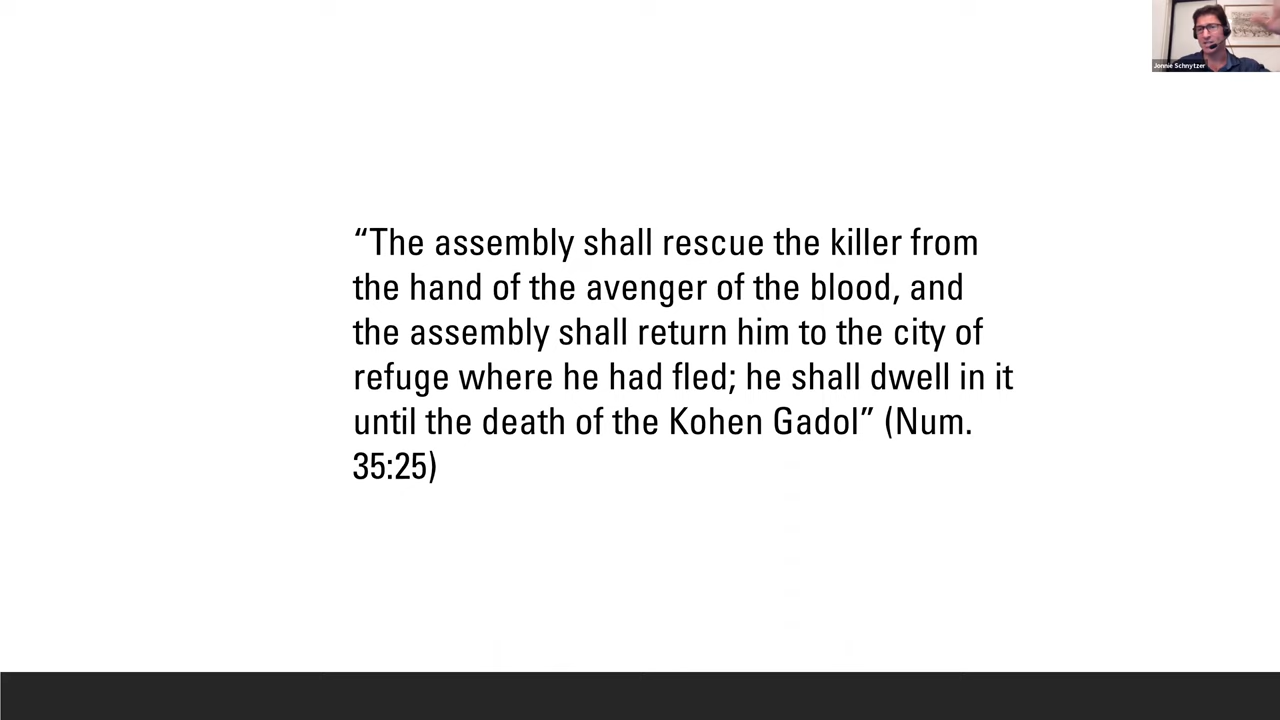 Jonnie Schnytzer
“The assembly shall rescue the killer from
the hand of the avenger of the blood, and
the assembly shall return him to the city of
refuge where he had fled; he shall dwell in it
until the death of the Kohen Gadol” (Num.
35:25)